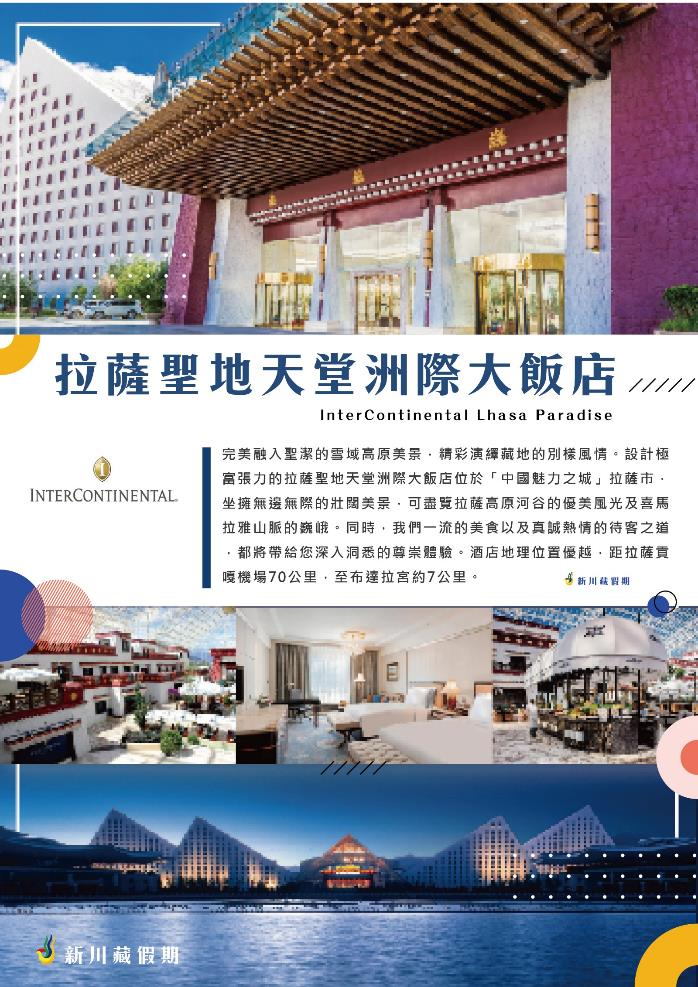 拉薩聖地天堂洲際大飯店
InterContinental Lhasa Paradise
INTERCONTINENTAL.
完美融入聖潔的雪域高原美景，精彩演繹藏地的別樣風情。設計極
富張力的拉薩聖地天堂洲際大飯店位於「中國魅力之城」拉薩市，
坐擁無邊無際的壯闊美景，可盡覽拉薩高原河谷的優美風光及喜馬
拉雅山脈的巍峨。同時，我們一流的美食以及真誠熱情的待客之道
，都將帶給您深入洞悉的尊崇體驗。酒店地理位置優越，距拉薩貢
嘎機場70公里，至布達拉宮約7公里。
新川藏假期
新川藏假期